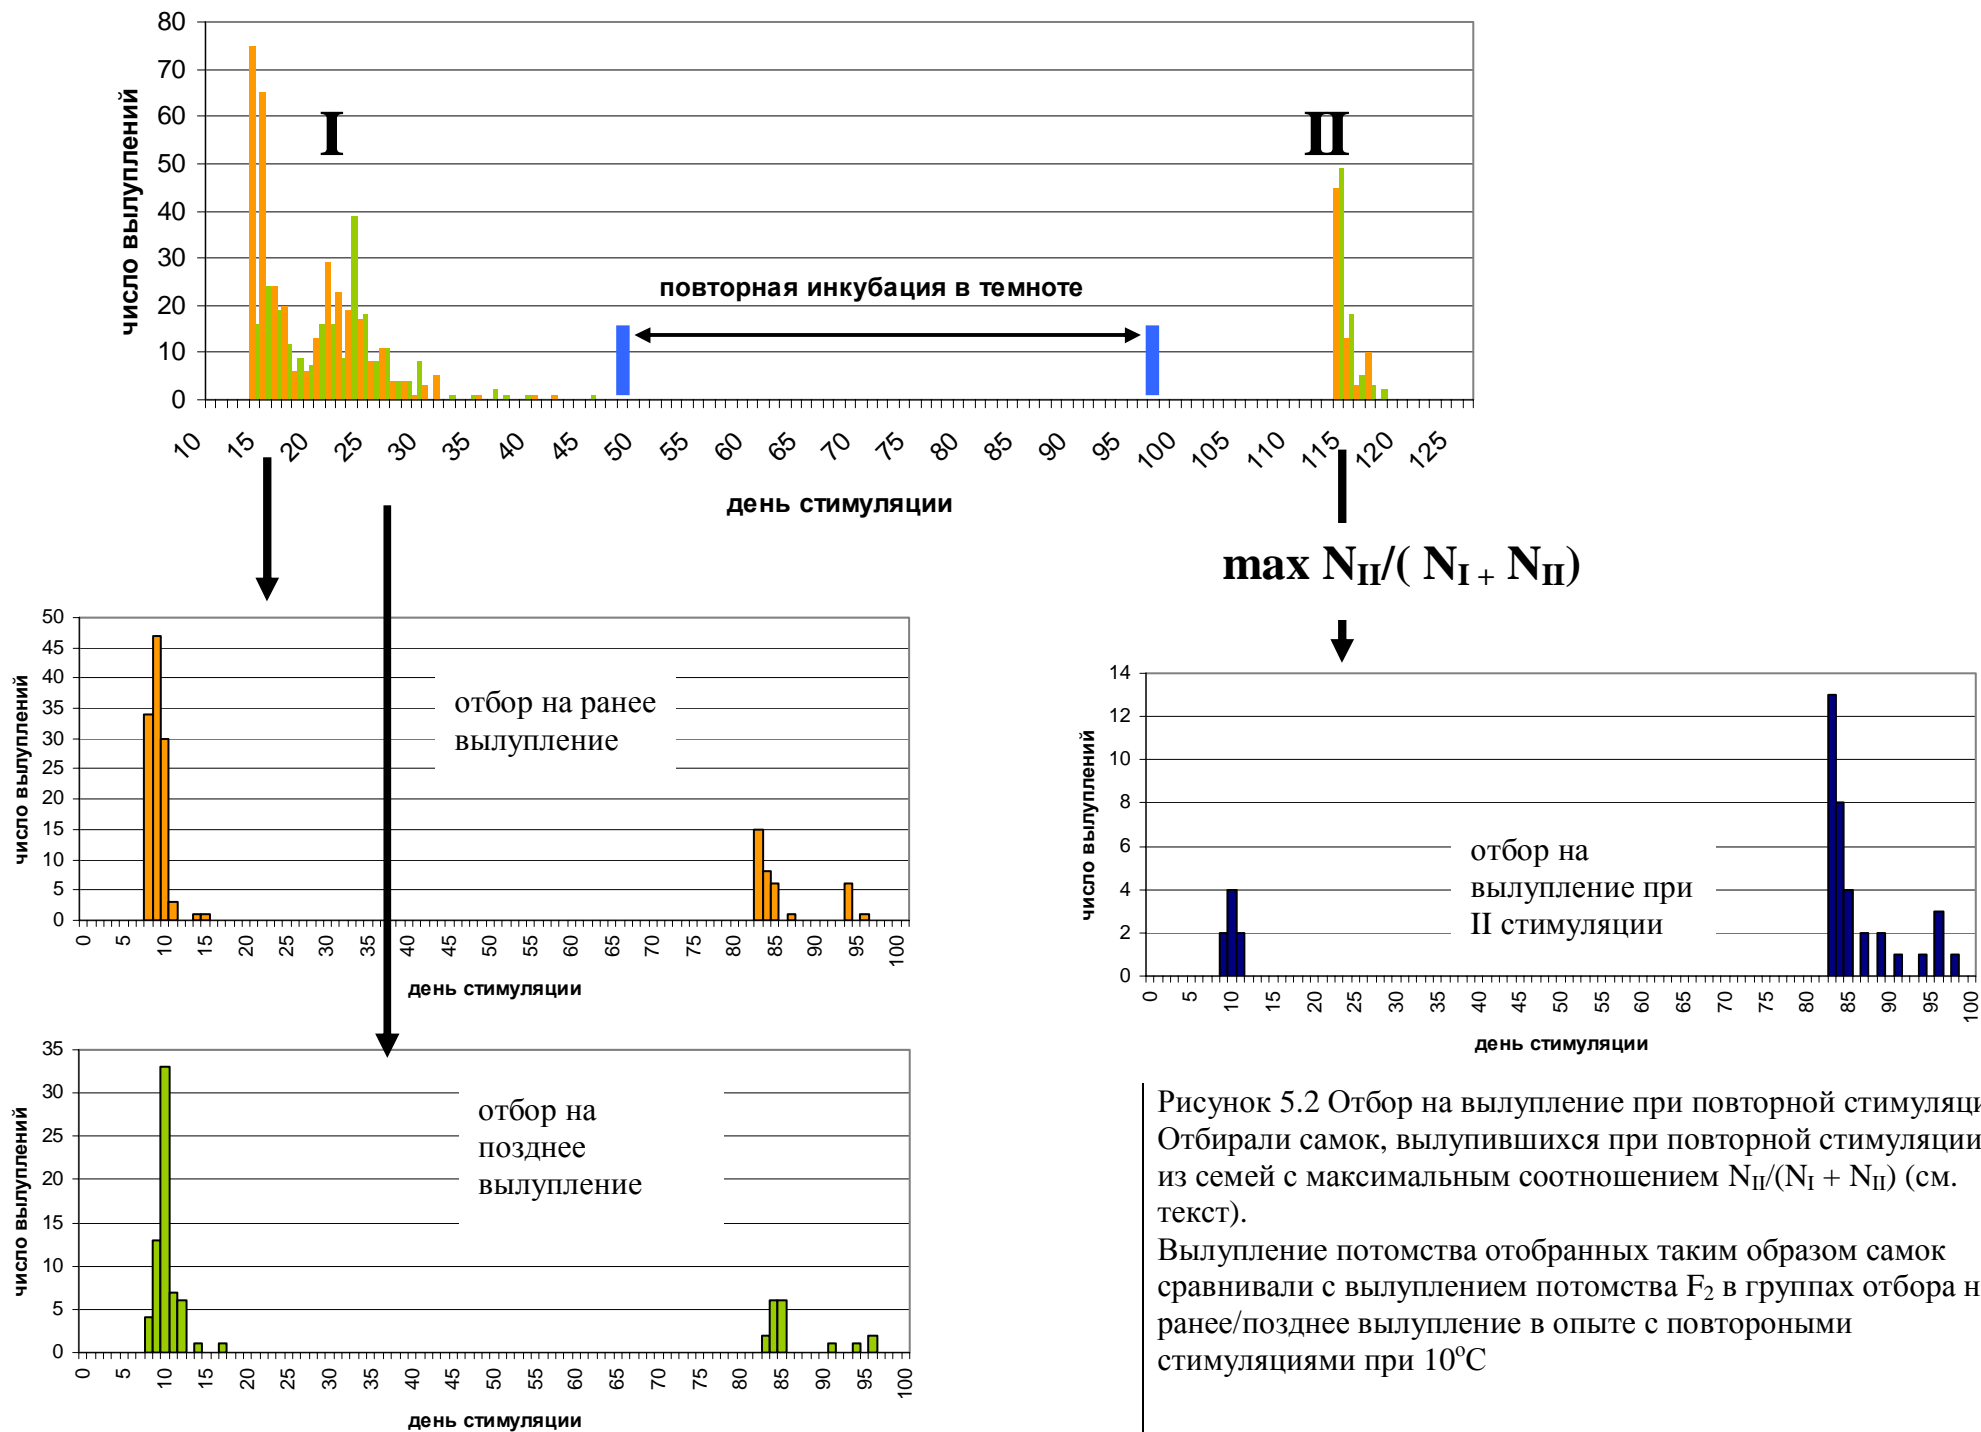 80
70
60
50
40
30
20
10
0
число вылуплений
I
II
повторная инкубация в темноте
10 15 20 25 30 35 40 45 50 55 60 65 70 75 80 85 90 95 100 105 110 115 120 125
день стимуляции
max N_II/( N_I + N_II)
50
45
40
35
30
25
20
15
10
5
0
число вылуплений
отбор на ранее
вылупление
0 5 10 15 20 25 30 35 40 45 50 55 60 65 70 75 80 85 90 95 100
день стимуляции
14
12
10
8
6
4
2
0
число вылуплений
отбор на
вылупление при
II стимуляции
0 5 10 15 20 25 30 35 40 45 50 55 60 65 70 75 80 85 90 95 100
день стимуляции
35
30
25
20
15
10
5
0
число вылуплений
отбор на
позднее
вылупление
0 5 10 15 20 25 30 35 40 45 50 55 60 65 70 75 80 85 90 95 100
день стимуляции
Рисунок 5.2 Отбор на вылупление при повторной стимуляци
Отбирали самок, вылупившихся при повторной стимуляции
из семей с максимальным соотношением N_II/(N_I + N_II) (см.
текст).
Вылупление потомства отобранных таким образом самок
сравнивали с вылуплением потомства F₂ в группах отбора н
ранее/позднее вылупление в опыте с повтороными
стимуляциями при 10°С